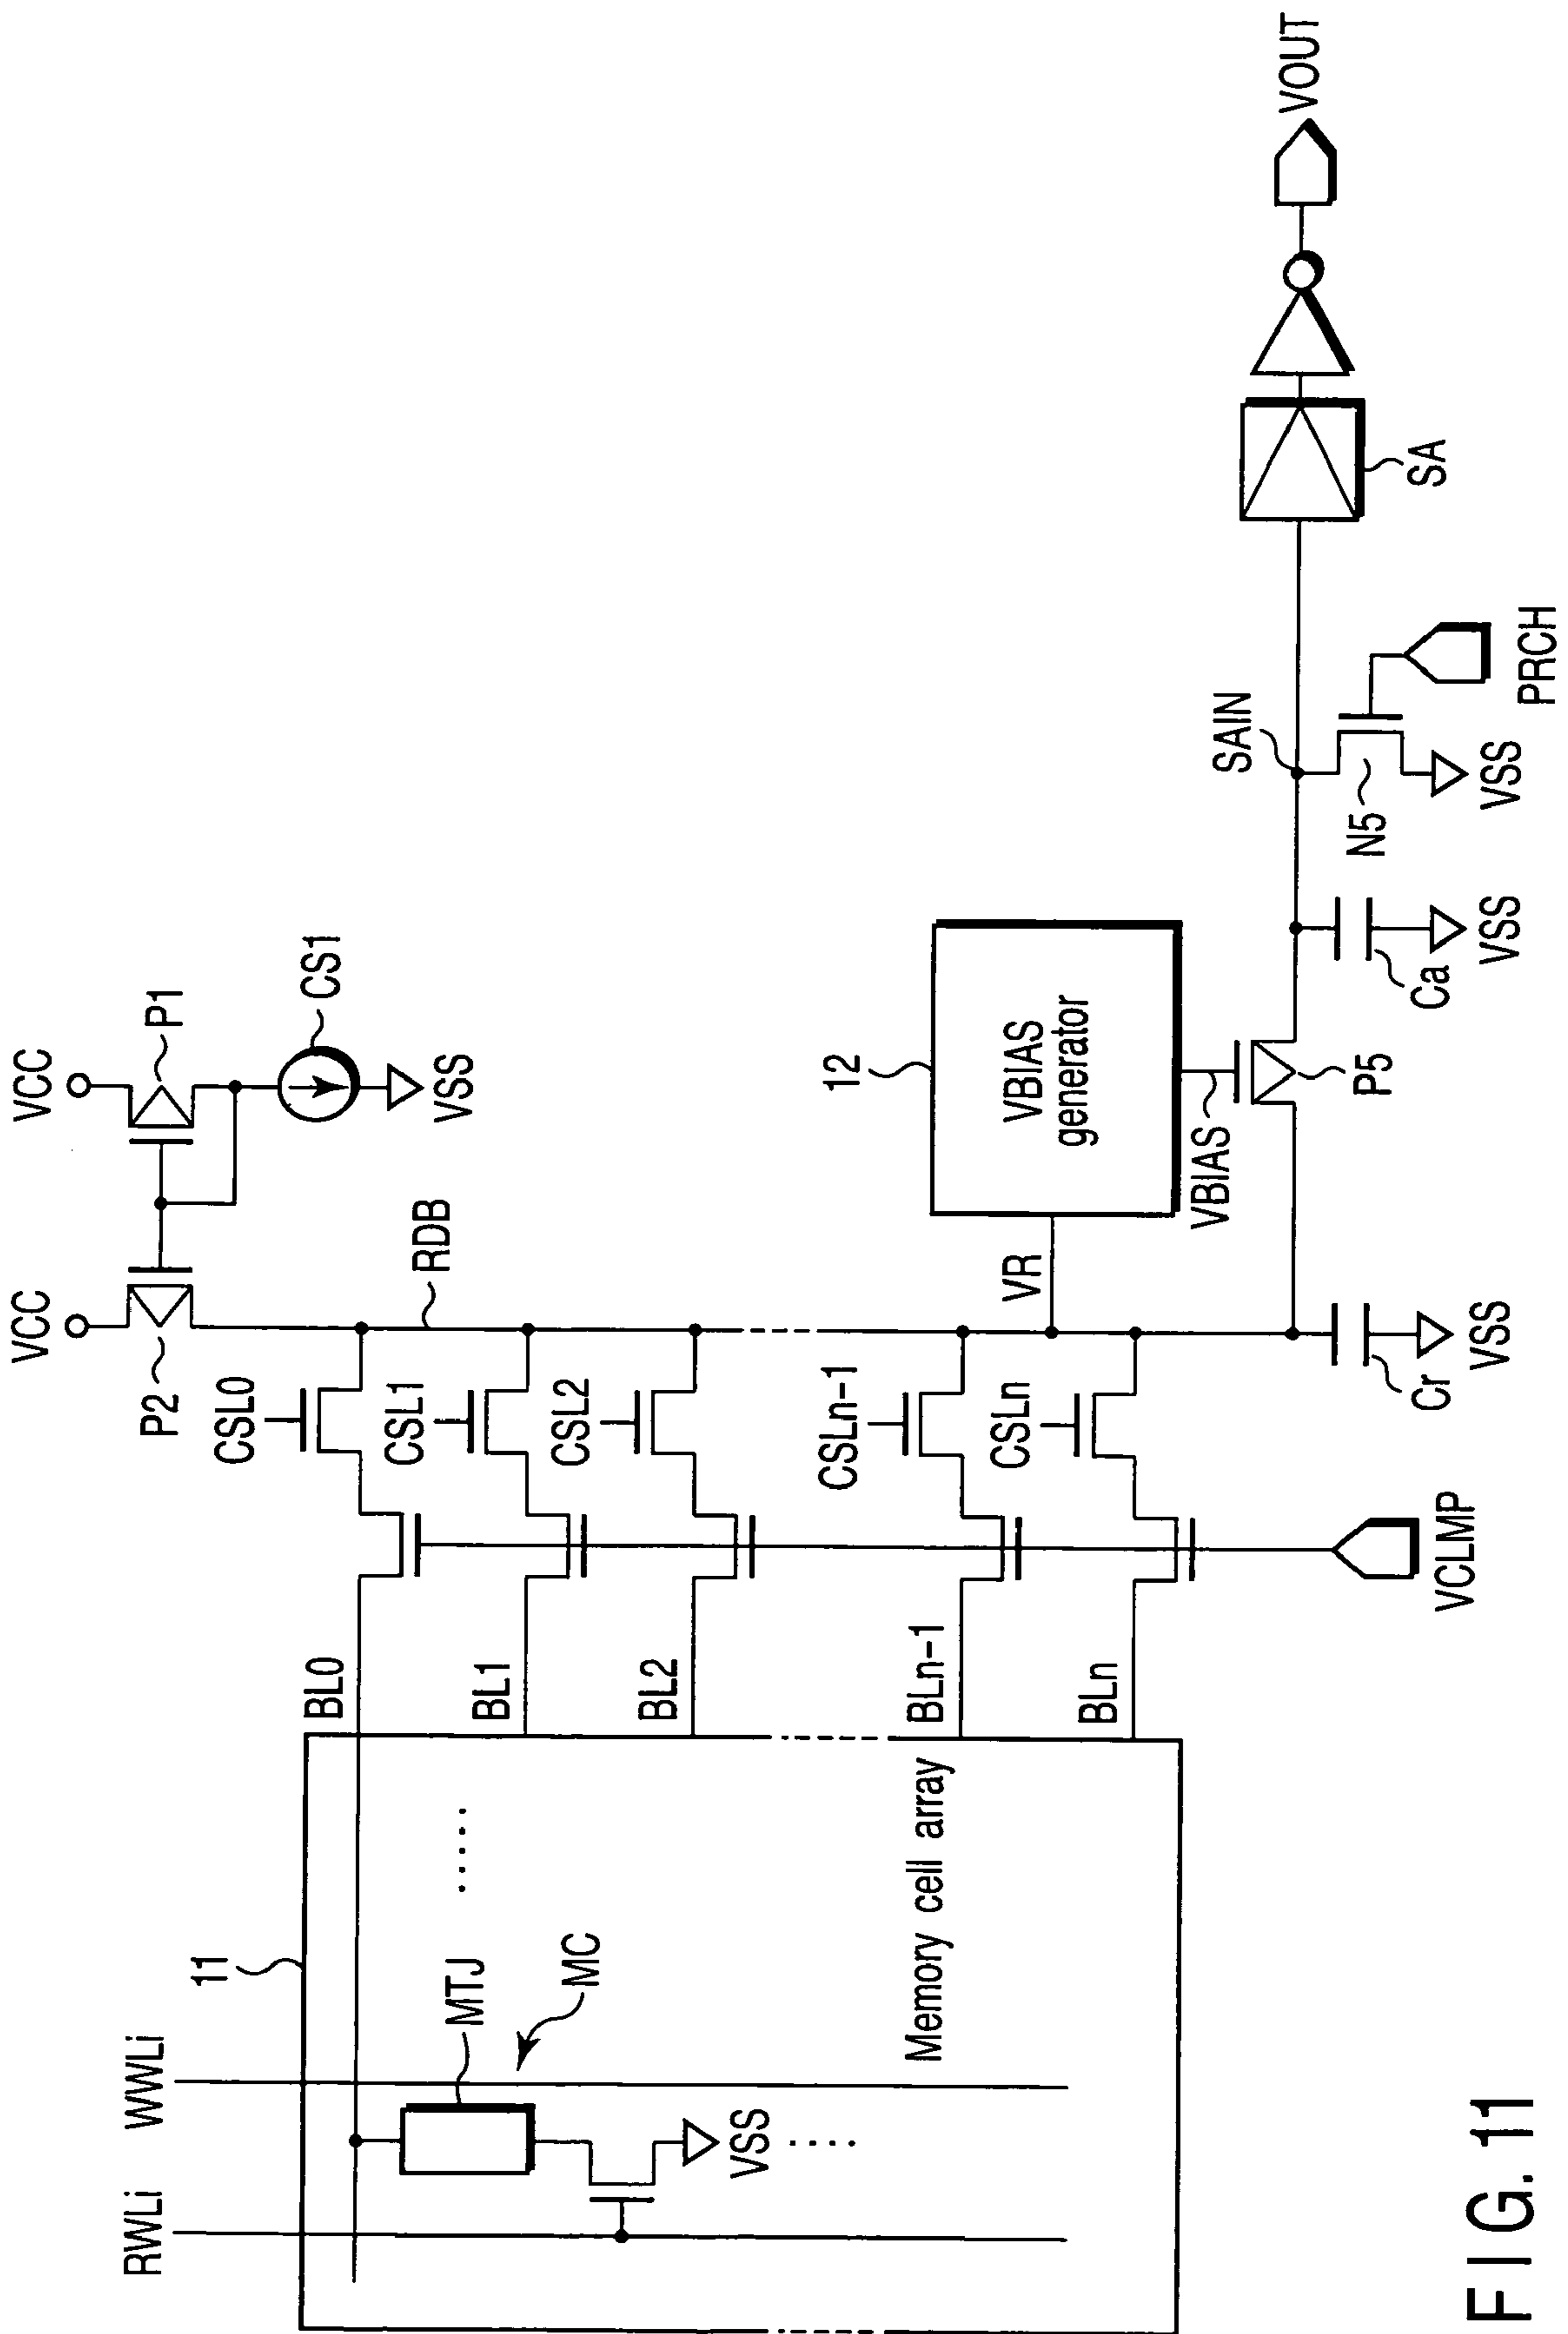 VCC
VCC
P2
P1
CS1
VSS
RDB
CSL0
CSL1
CSL2
CSLn-1
CSLn
BL0
BL1
BL2
BLn-1
BLn
RWLi
WWLi
11
MTJ
MC
VSS
Memory cell array
VCLMP
VR
12
VBIAS
generator
VBIAS
P5
Cr
VSS
Ca
VSS
SAIN
N5
VSS
PRCH
SA
VOUT
FIG. 11